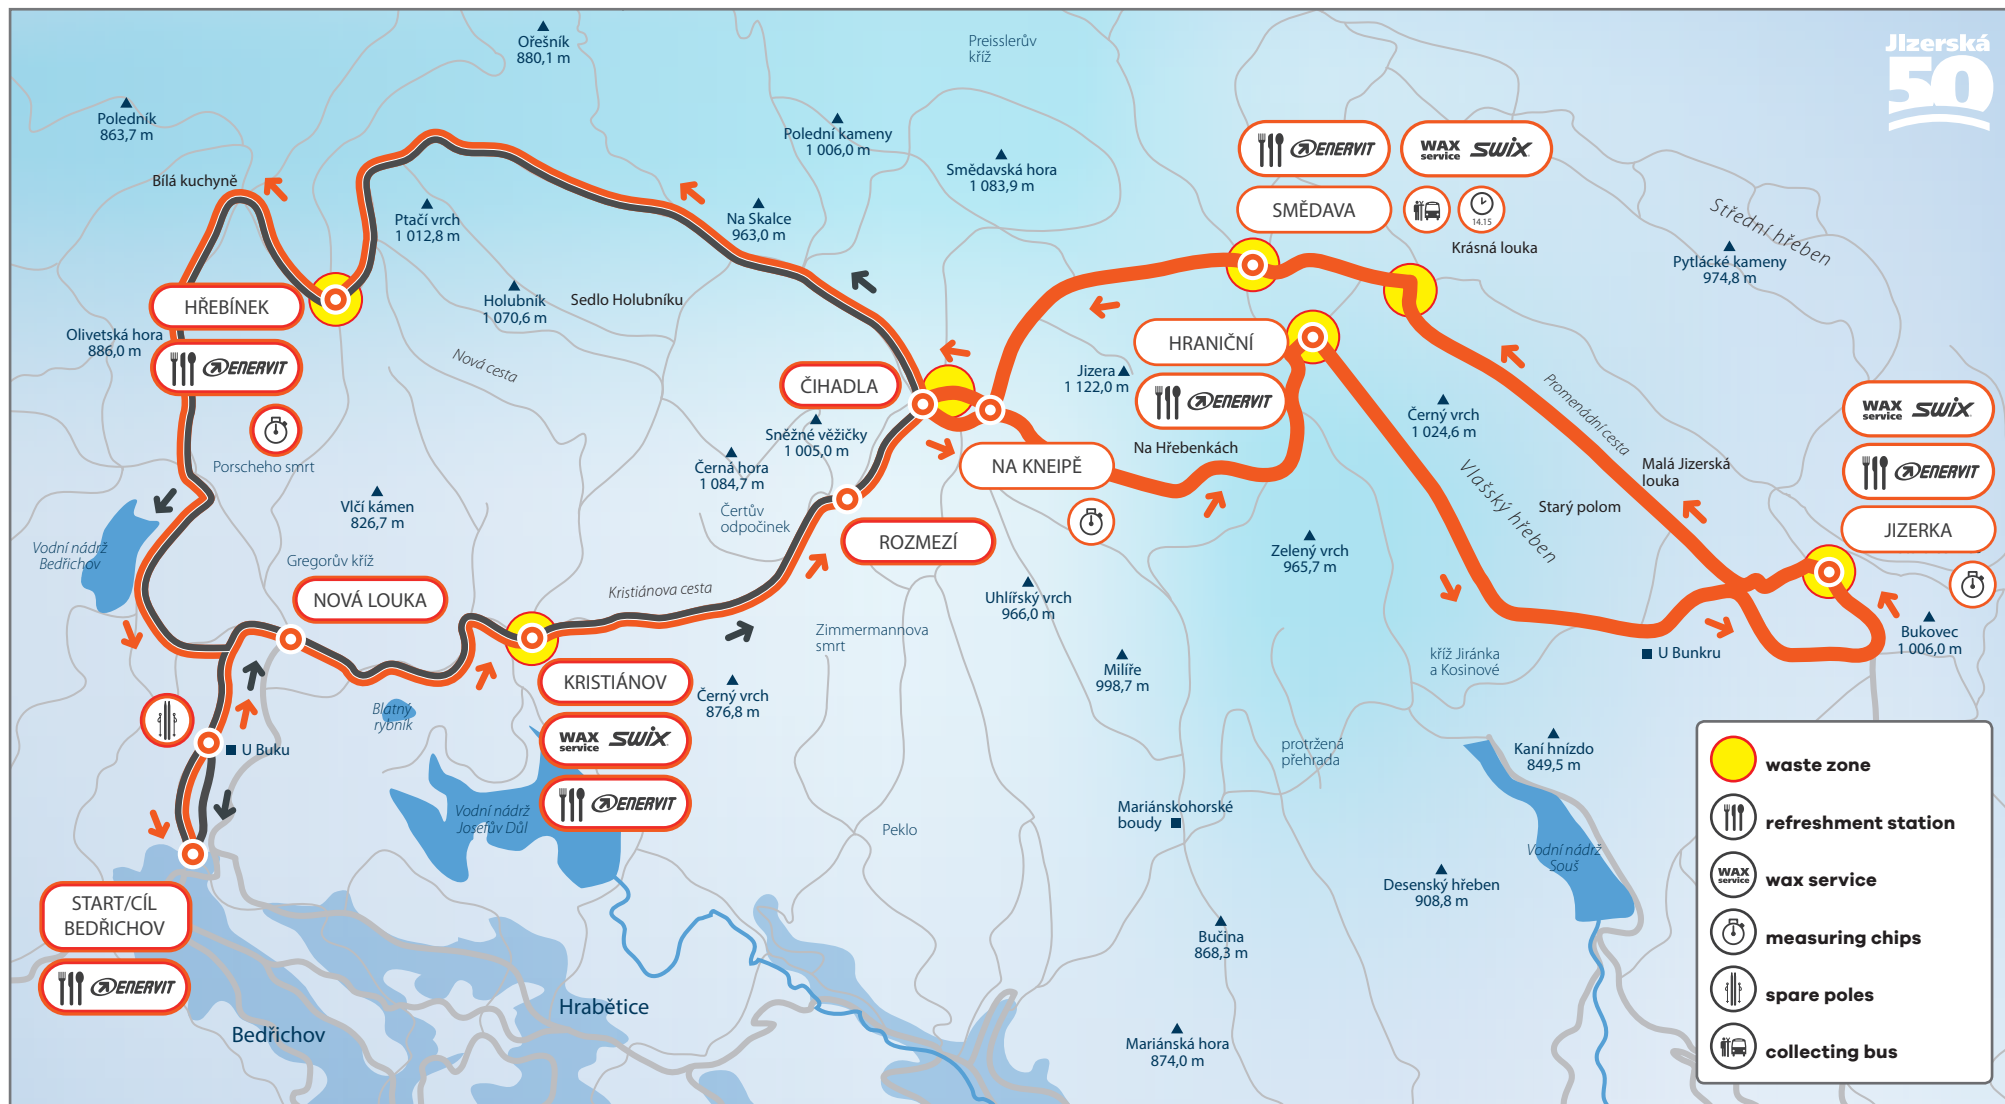 JIzerská
50
Ořešník
880,1 m
Preisslerův
kříž
Poledník
863,7 m
Polední kameny
1 006,0 m
Smědavská hora
1 083,9 m
ENERVIT
WAX
service
SWIX
SMĚDAVA
14.15
Krásná louka
Střední hřeben
Pytlácké kameny
974,8 m
Bílá kuchyně
Ptačí vrch
1 012,8 m
Na Skalce
963,0 m
HŘEBÍNEK
Holubník
1 070,6 m
Sedlo Holubníku
Olivetská hora
886,0 m
ENERVIT
Nová cesta
Porscheho smrt
ČIHADLA
Sněžné věžičky
1 005,0 m
Černá hora
1 084,7 m
Čertův
odpočinek
Jizera
1 122,0 m
HRANIČNÍ
ENERVIT
Na Hřebenkách
NA KNEIPĚ
Černý vrch
1 024,6 m
Promenádní cesta
Vlašský hřeben
Malá Jizerská
louka
Starý polom
WAX
service
SWIX
ENERVIT
JIZERKA
Vlčí kámen
826,7 m
Vodní nádrž
Bedřichov
Gregorův kříž
NOVÁ LOUKA
Kristiánova cesta
ROZMEZÍ
Zelený vrch
965,7 m
Uhlířský vrch
966,0 m
Zimmermannova
smrt
Milíře
998,7 m
kříž Jiránka
a Kosinové
U Bunkru
Bukovec
1 006,0 m
KRISTIÁNOV
WAX
service
SWIX
ENERVIT
Černý vrch
876,8 m
Blatný
rybník
U Buku
Vodní nádrž
Josefův Důl
protržená
přehrada
Kaní hnízdo
849,5 m
Mariánskohorské
boudy
Peklo
Vodní nádrž
Souš
Desenský hřeben
908,8 m
START/CÍL
BEDŘICHOV
ENERVIT
Bučina
868,3 m
Hrabětice
Bedřichov
Mariánská hora
874,0 m
waste zone
refreshment station
WAX
service
wax service
measuring chips
spare poles
collecting bus